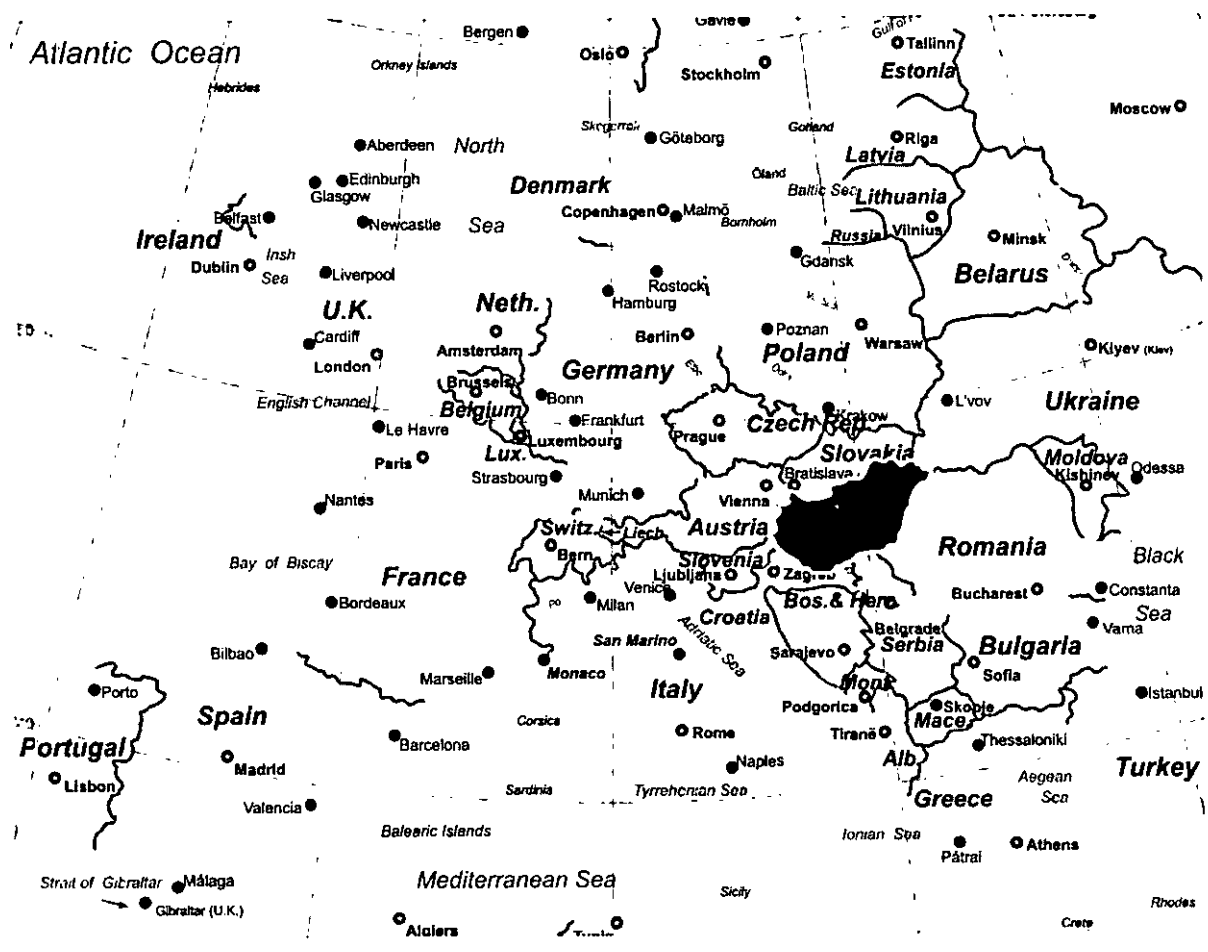 Bergen
Oslo
Stockholm
Tallinn
Estonia
Atlantic Ocean
Orkney Islands
Hebrides
Moscow
Göteborg
Gotland
Riga
Latvia
Aberdeen
North
Edinburgh
Glasgow
Denmark
Öland
Baltic Sea
Lithuania
Copenhagen
Malmö
Bornholm
Vilnius
Belfast
Newcastle
Sea
Russia
Minsk
Ireland
Dublin
Irish
Sea
Liverpool
Gdansk
Belarus
Rostock
Hamburg
U.K.
Neth.
Cardiff
London
Amsterdam
Berlin
Poznan
Poland
Warsaw
Kiyev (Kiev)
Germany
Brussels
Belgium
Bonn
English Channel
L'vov
Ukraine
Frankfurt
Prague
Czech Rep.
Krakow
Le Havre
Lux.
Luxembourg
Slovakia
Paris
Strasbourg
Bratislava
Moldova
Kishinev
Odessa
Nantes
Munich
Vienna
Switz.
Liech.
Austria
Bern
Romania
Black
Bay of Biscay
France
Slovenia
Ljubljana
Zagreb
Venice
Po
Milan
Bordeaux
Bos.& Her.
Bucharest
Constanta
Sea
Croatia
Belgrade
Varna
San Marino
Adriatic Sea
Serbia
Bulgaria
Bilbao
Marseille
Monaco
Sarajevo
Sofia
Porto
Italy
Mont.
Podgorica
Skopje
Istanbul
Spain
Corsica
Mace.
Portugal
Barcelona
Rome
Tiranë
Thessaloniki
Lisbon
Madrid
Naples
Alb.
Turkey
Aegean
Sea
Valencia
Sardinia
Tyrrehenian Sea
Greece
Balearic Islands
Ionian Sea
Pátrai
Athens
Strait of Gibraltar
Málaga
Mediterranean Sea
Sicily
Gibraltar (U.K.)
Rhodes
Algiers
Crete